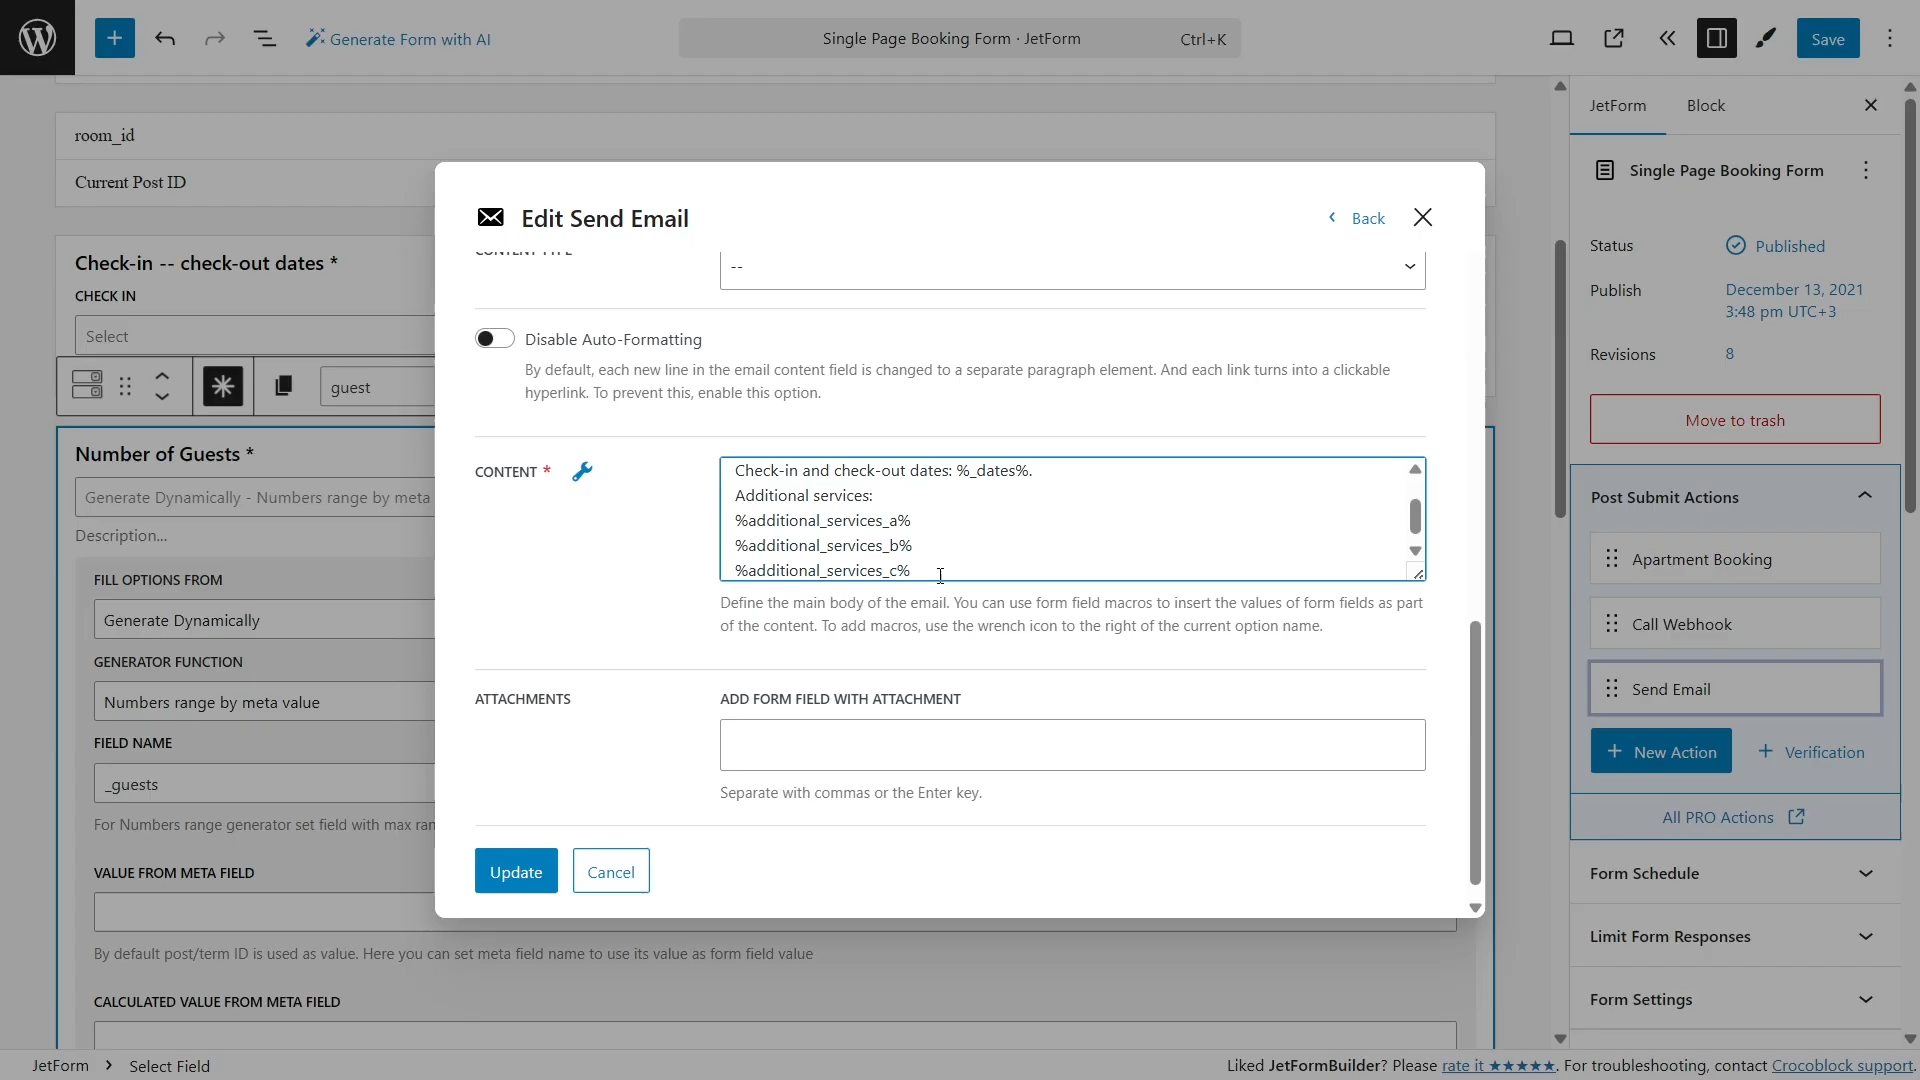 Generate Form with AI
Single Page Booking Form · JetForm
Ctrl+K
Save
room_id
Current Post ID
Check-in -- check-out dates *
CHECK IN
Select
guest
Number of Guests *
Generate Dynamically - Numbers range by meta
Description...
FILL OPTIONS FROM
Generate Dynamically
GENERATOR FUNCTION
Numbers range by meta value
FIELD NAME
_guests
For Numbers range generator set field with max ran
VALUE FROM META FIELD
By default post/term ID is used as value. Here you can set meta field name to use its value as form field value
CALCULATED VALUE FROM META FIELD
Edit Send Email
Back
CONTENT TYPE
--
Disable Auto-Formatting
By default, each new line in the email content field is changed to a separate paragraph element. And each link turns into a clickable
hyperlink. To prevent this, enable this option.
CONTENT *
Check-in and check-out dates: %_dates%.
Additional services:
%additional_services_a%
%additional_services_b%
%additional_services_c%
Define the main body of the email. You can use form field macros to insert the values of form fields as part
of the content. To add macros, use the wrench icon to the right of the current option name.
ATTACHMENTS
ADD FORM FIELD WITH ATTACHMENT
Separate with commas or the Enter key.
Update
Cancel
JetForm
Block
Single Page Booking Form
Status
Published
Publish
December 13, 2021
3:48 pm UTC+3
Revisions
8
Move to trash
Post Submit Actions
Apartment Booking
Call Webhook
Send Email
New Action
Verification
All PRO Actions
Form Schedule
Limit Form Responses
Form Settings
JetForm
Select Field
Liked JetFormBuilder? Please rate it ★★★★★. For troubleshooting, contact Crocoblock support.